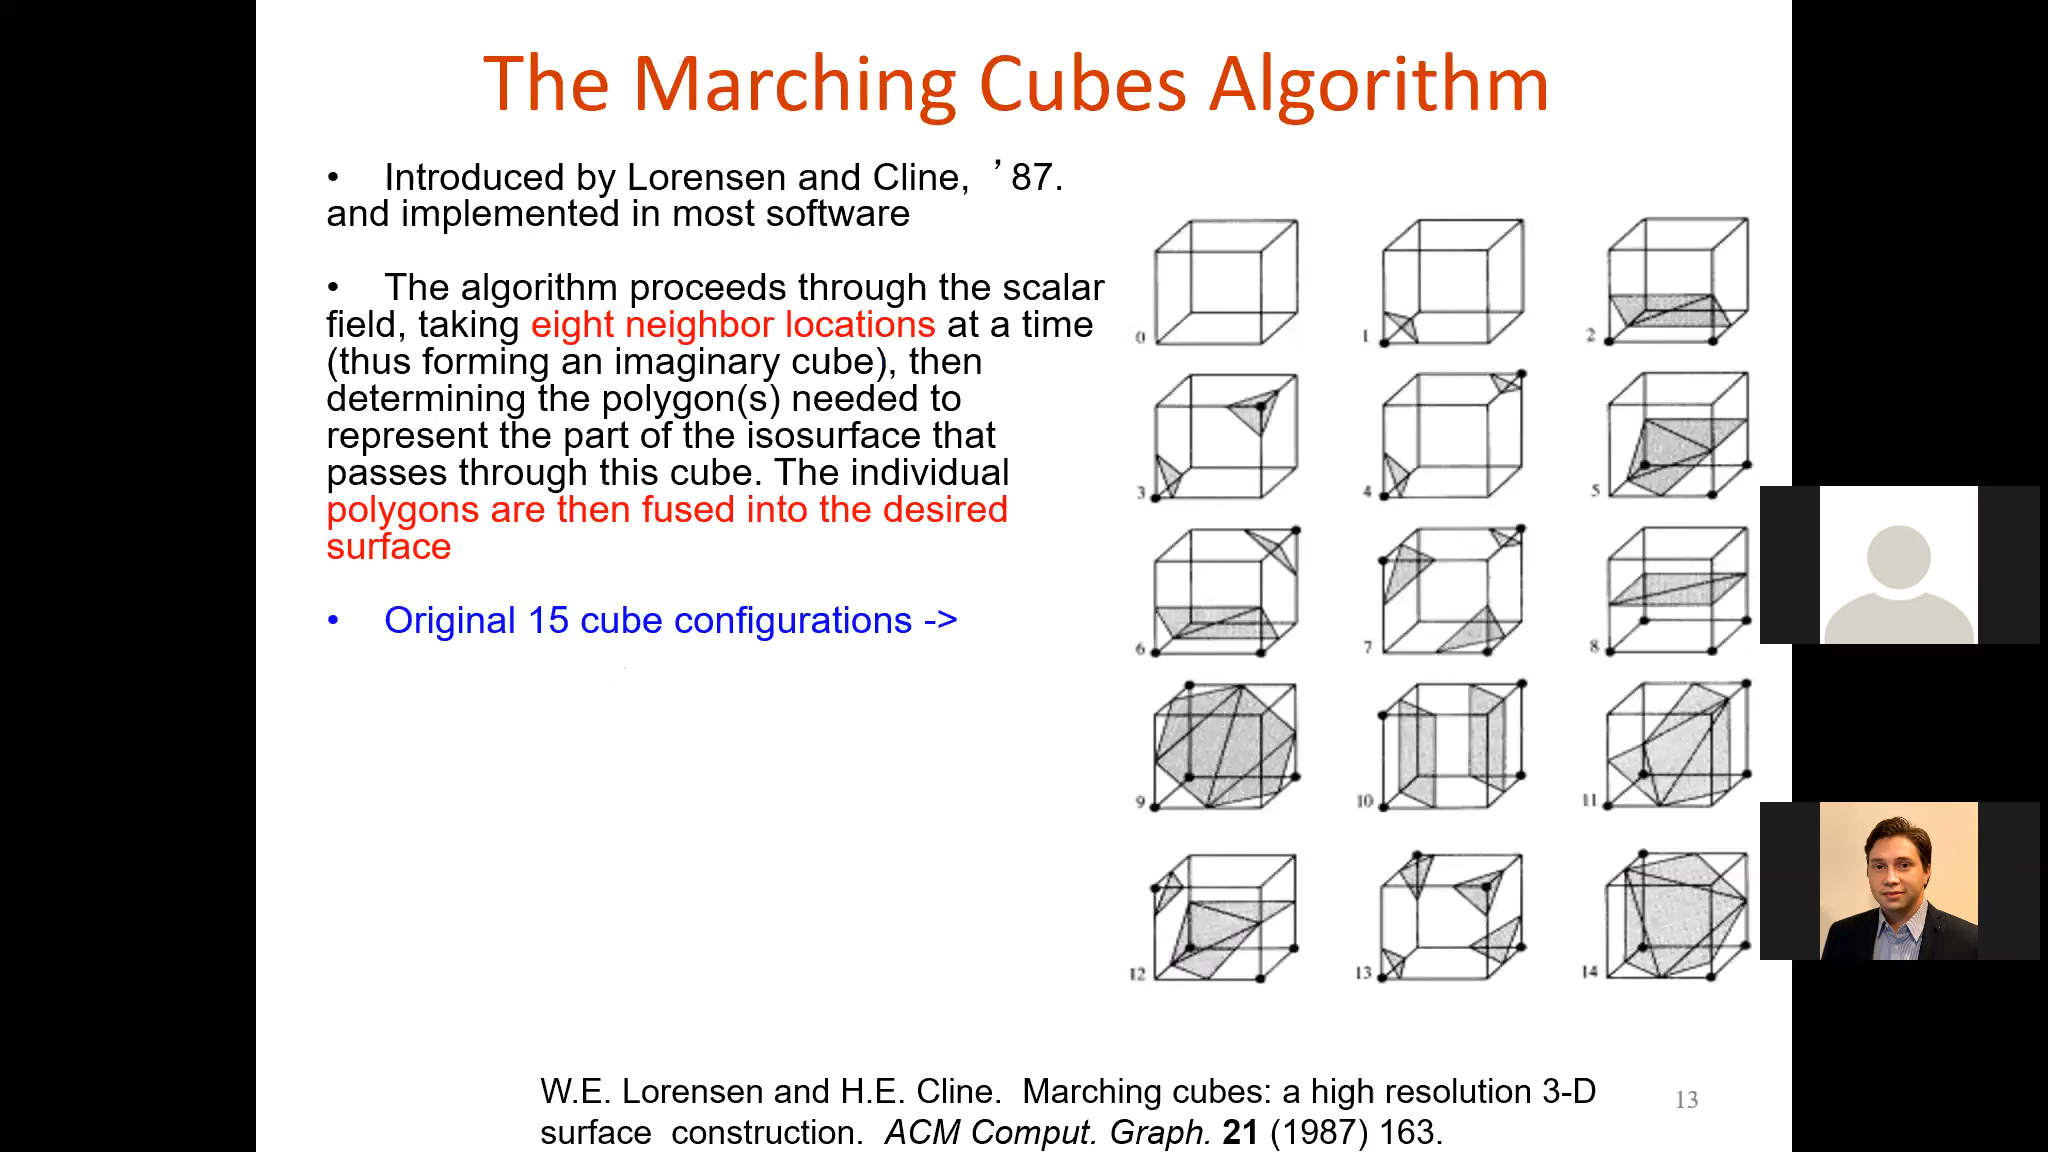 The Marching Cubes Algorithm
• Introduced by Lorensen and Cline, ’87.
and implemented in most software
• The algorithm proceeds through the scalar
field, taking eight neighbor locations at a time
(thus forming an imaginary cube), then
determining the polygon(s) needed to
represent the part of the isosurface that
passes through this cube. The individual
polygons are then fused into the desired
surface
• Original 15 cube configurations ->
0 1 2
3 4 5
6 7 8
9 10 11
12 13 14
W.E. Lorensen and H.E. Cline. Marching cubes: a high resolution 3-D
surface construction. ACM Comput. Graph. 21 (1987) 163.
13